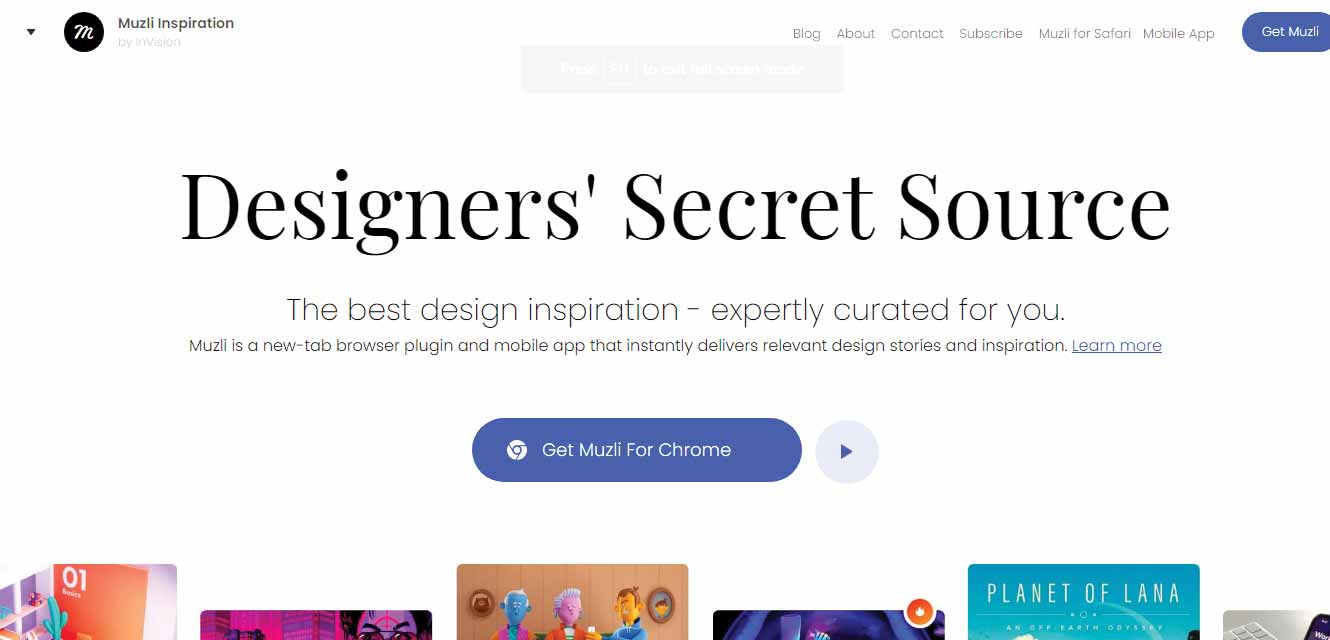 Muzli Inspiration
by InVision
Blog About Contact Subscribe Muzli for Safari Mobile App Get Muzli
Press F11 to exit full screen mode
Designers' Secret Source
The best design inspiration - expertly curated for you.
Muzli is a new-tab browser plugin and mobile app that instantly delivers relevant design stories and inspiration. Learn more
Get Muzli For Chrome
01
Basics
PLANET OF LANA
AN OFF-EARTH ODYSSEY